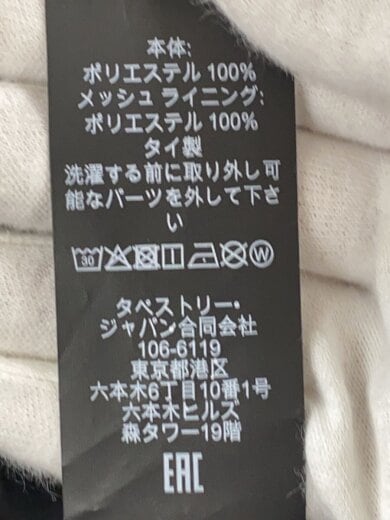 本体:
ポリエステル 100%
メッシュ ライニング:
ポリエステル 100%
タイ製
洗濯する前に取り外し可
能なパーツを外して下さ
い
30 W
タペストリー・
ジャパン合同会社
106-6119
東京都港区
六本木6丁目10番1号
六本木ヒルズ
森タワー19階
EAC